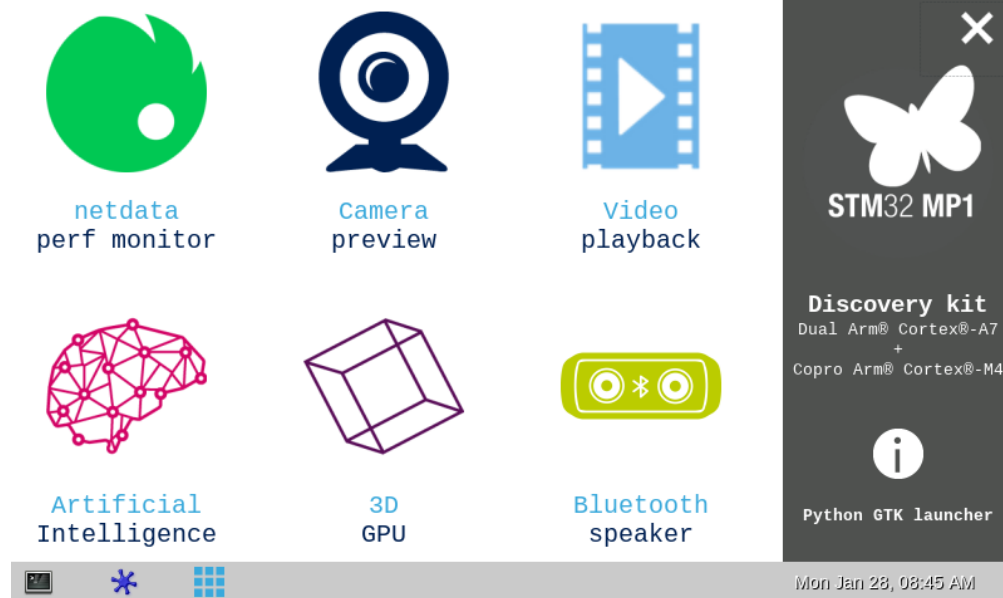 netdata
perf monitor
Camera
preview
Video
playback
STM32 MP1
Discovery kit
Dual Arm® Cortex®-A7
+
Copro Arm® Cortex®-M4
Artificial
Intelligence
3D
GPU
Bluetooth
speaker
Python GTK launcher
Mon Jan 28, 08:45 AM